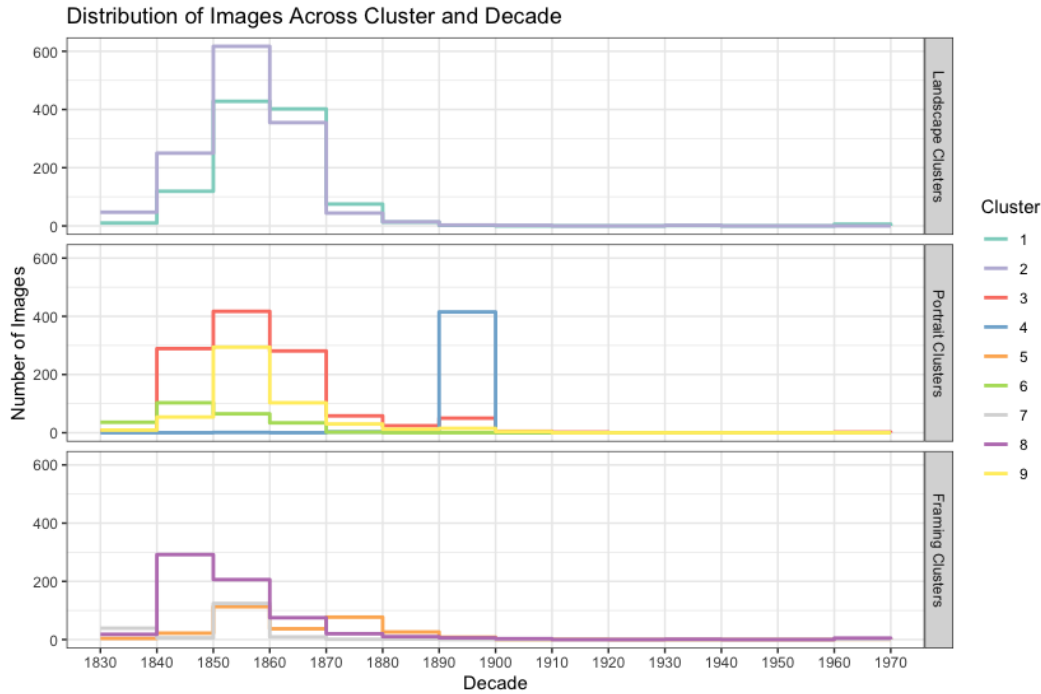 Distribution of Images Across Cluster and Decade
Number of Images
600
400
200
0
Landscape Clusters
600
400
200
0
Portrait Clusters
600
400
200
0
Framing Clusters
1830 1840 1850 1860 1870 1880 1890 1900 1910 1920 1930 1940 1950 1960 1970
Decade
Cluster
1
2
3
4
5
6
7
8
9